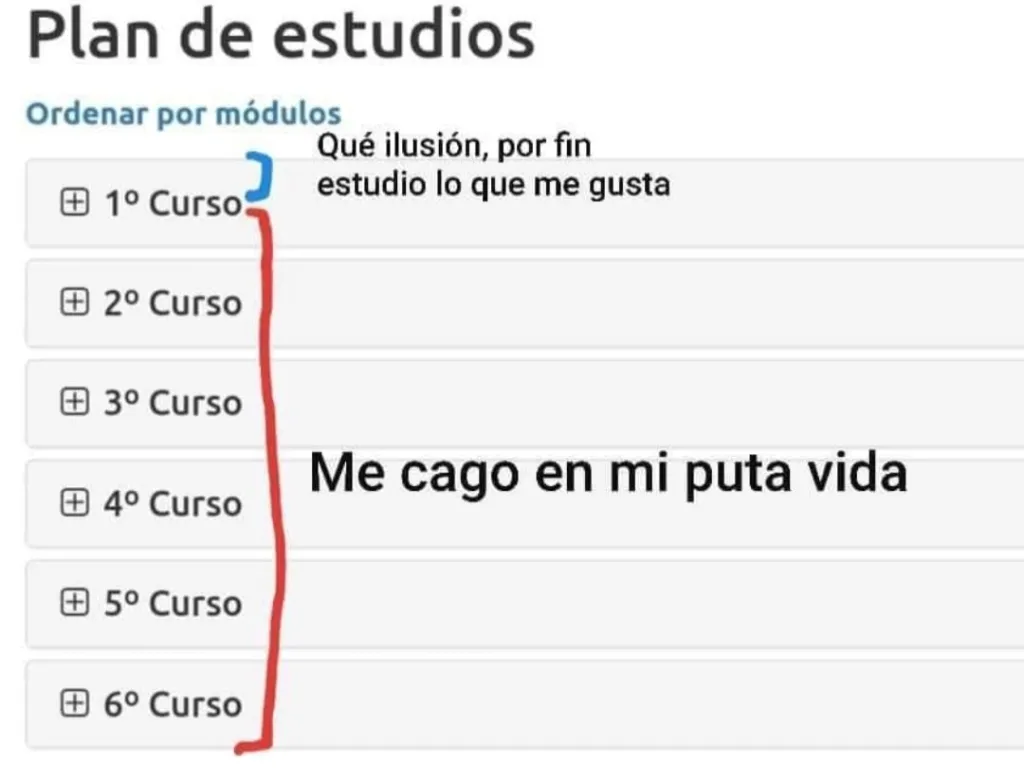 Plan de estudios
Ordenar por módulos
Qué ilusión, por fin
estudio lo que me gusta
1º Curso
2º Curso
3º Curso
Me cago en mi puta vida
4º Curso
5º Curso
6º Curso